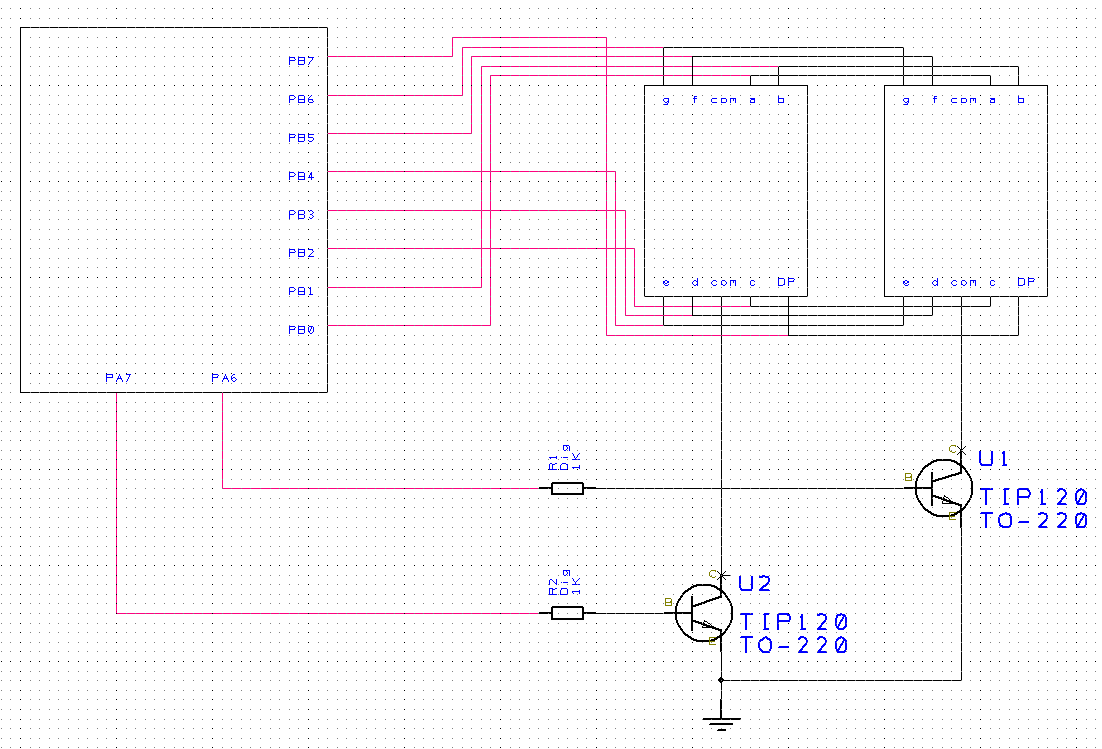 PB7
PB6
PB5
PB4
PB3
PB2
PB1
PB0
PA7 PA6
g f com a b
e d com c DP
g f com a b
e d com c DP
R1
Dig
1K
B
C
E
U1
TIP120
TO-220
R2
Dig
1K
B
C
E
U2
TIP120
TO-220